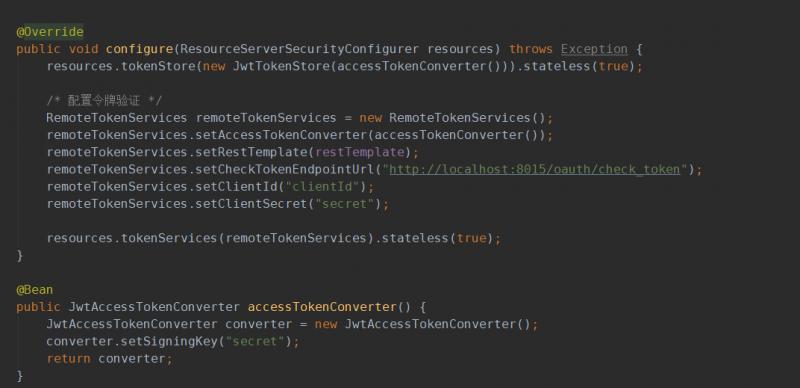 @Override
public void configure(ResourceServerSecurityConfigurer resources) throws Exception {
    resources.tokenStore(new JwtTokenStore(accessTokenConverter())).stateless(true);

    /* 配置令牌验证 */
    RemoteTokenServices remoteTokenServices = new RemoteTokenServices();
    remoteTokenServices.setAccessTokenConverter(accessTokenConverter());
    remoteTokenServices.setRestTemplate(restTemplate);
    remoteTokenServices.setCheckTokenEndpointUrl("http://localhost:8015/oauth/check_token");
    remoteTokenServices.setClientId("clientId");
    remoteTokenServices.setClientSecret("secret");

    resources.tokenServices(remoteTokenServices).stateless(true);
}

@Bean
public JwtAccessTokenConverter accessTokenConverter() {
    JwtAccessTokenConverter converter = new JwtAccessTokenConverter();
    converter.setSigningKey("secret");
    return converter;
}